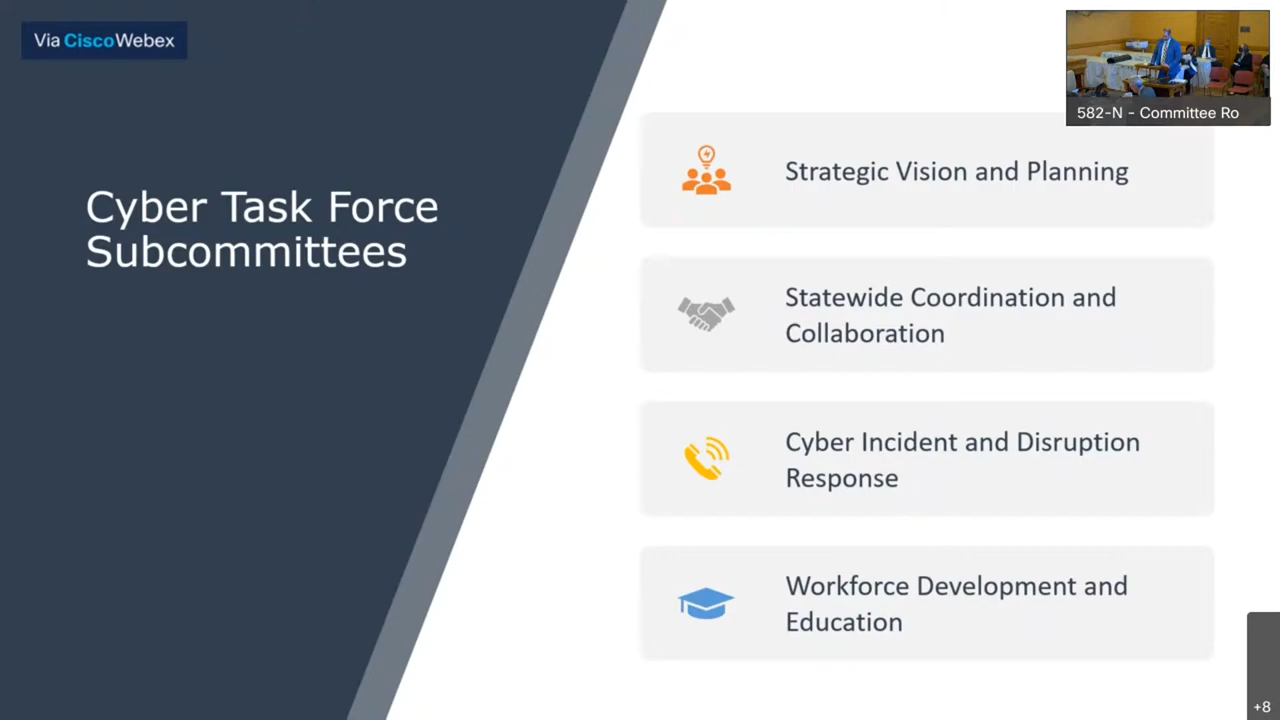 Via CiscoWebex
582-N - Committee Ro
Cyber Task Force
Subcommittees
Strategic Vision and Planning
Statewide Coordination and
Collaboration
Cyber Incident and Disruption
Response
Workforce Development and
Education
+8